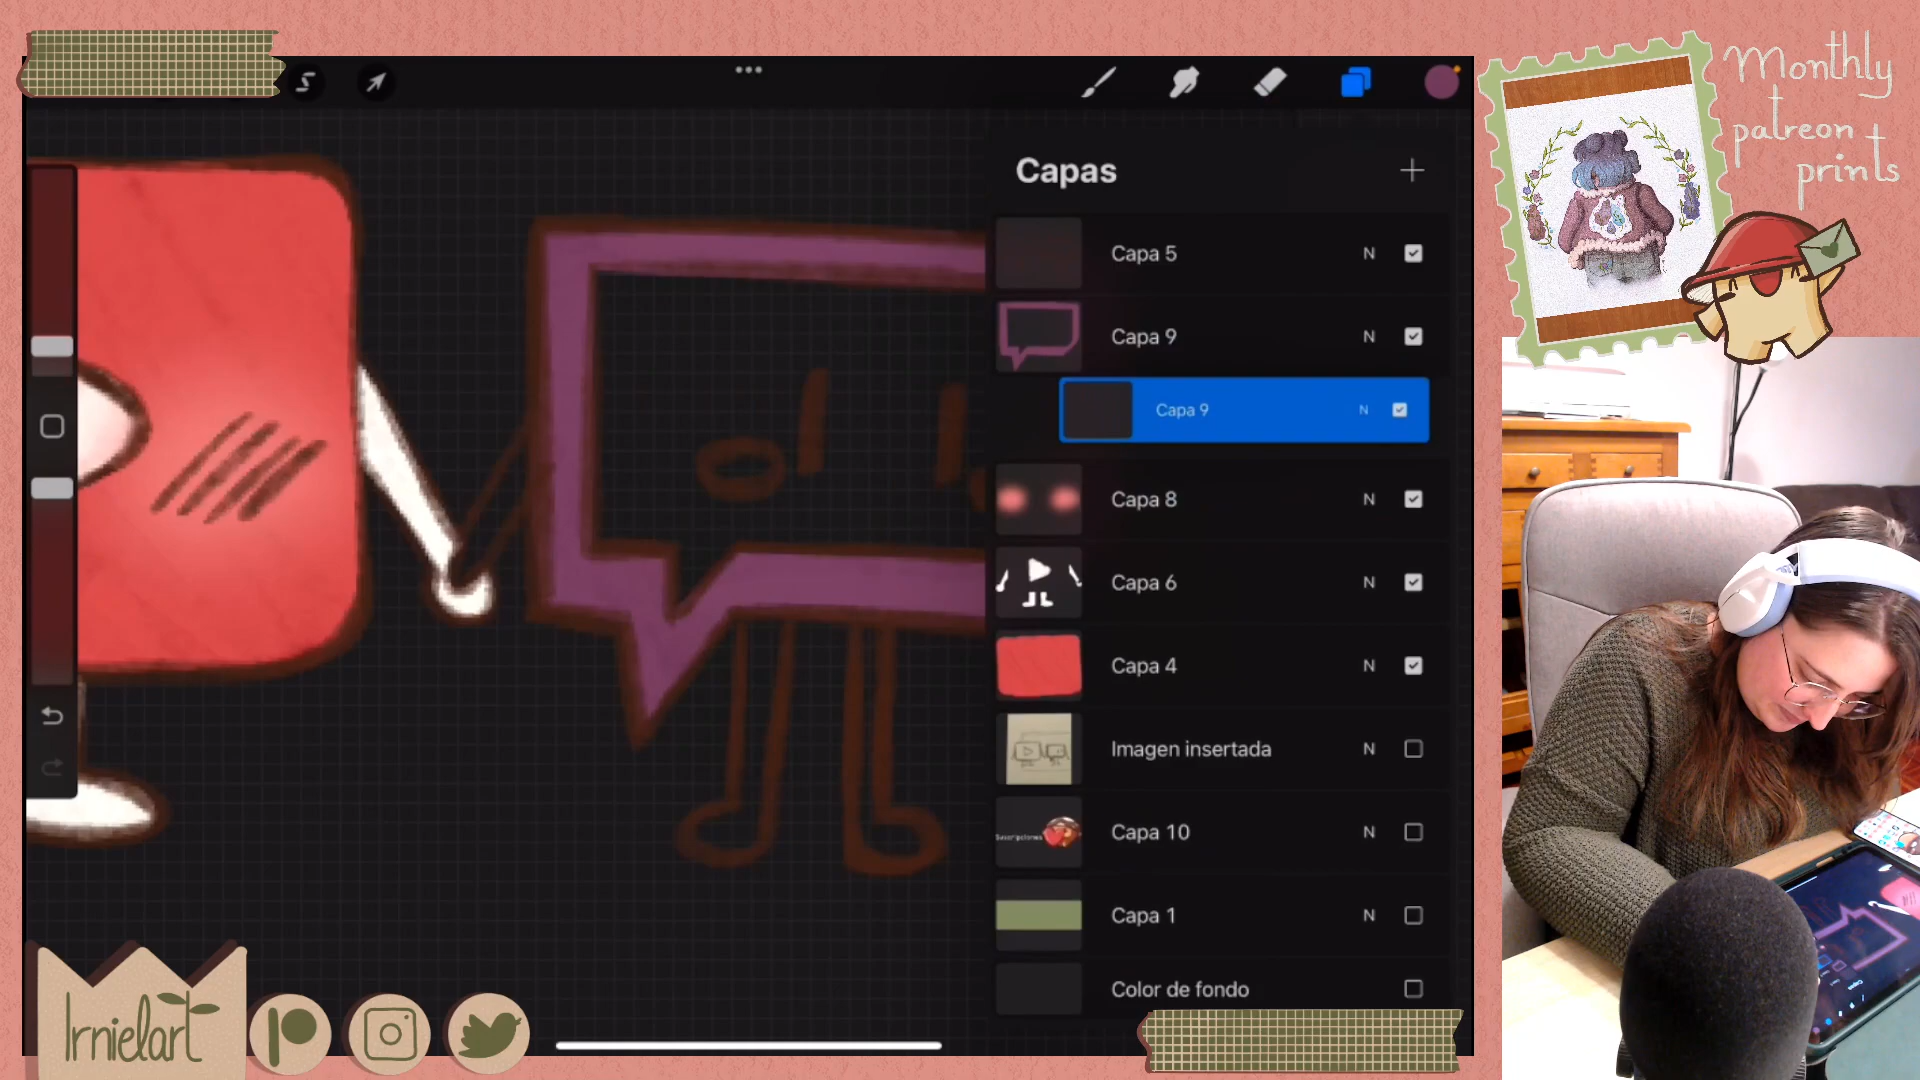 Monthly
patreon
prints
Capas
Capa 5 N
Capa 9 N
Capa 9 N
Capa 8 N
Capa 6 N
Capa 4 N
Imagen insertada N
Suscripciones
Capa 10 N
Capa 1 N
Color de fondo
Irnielart